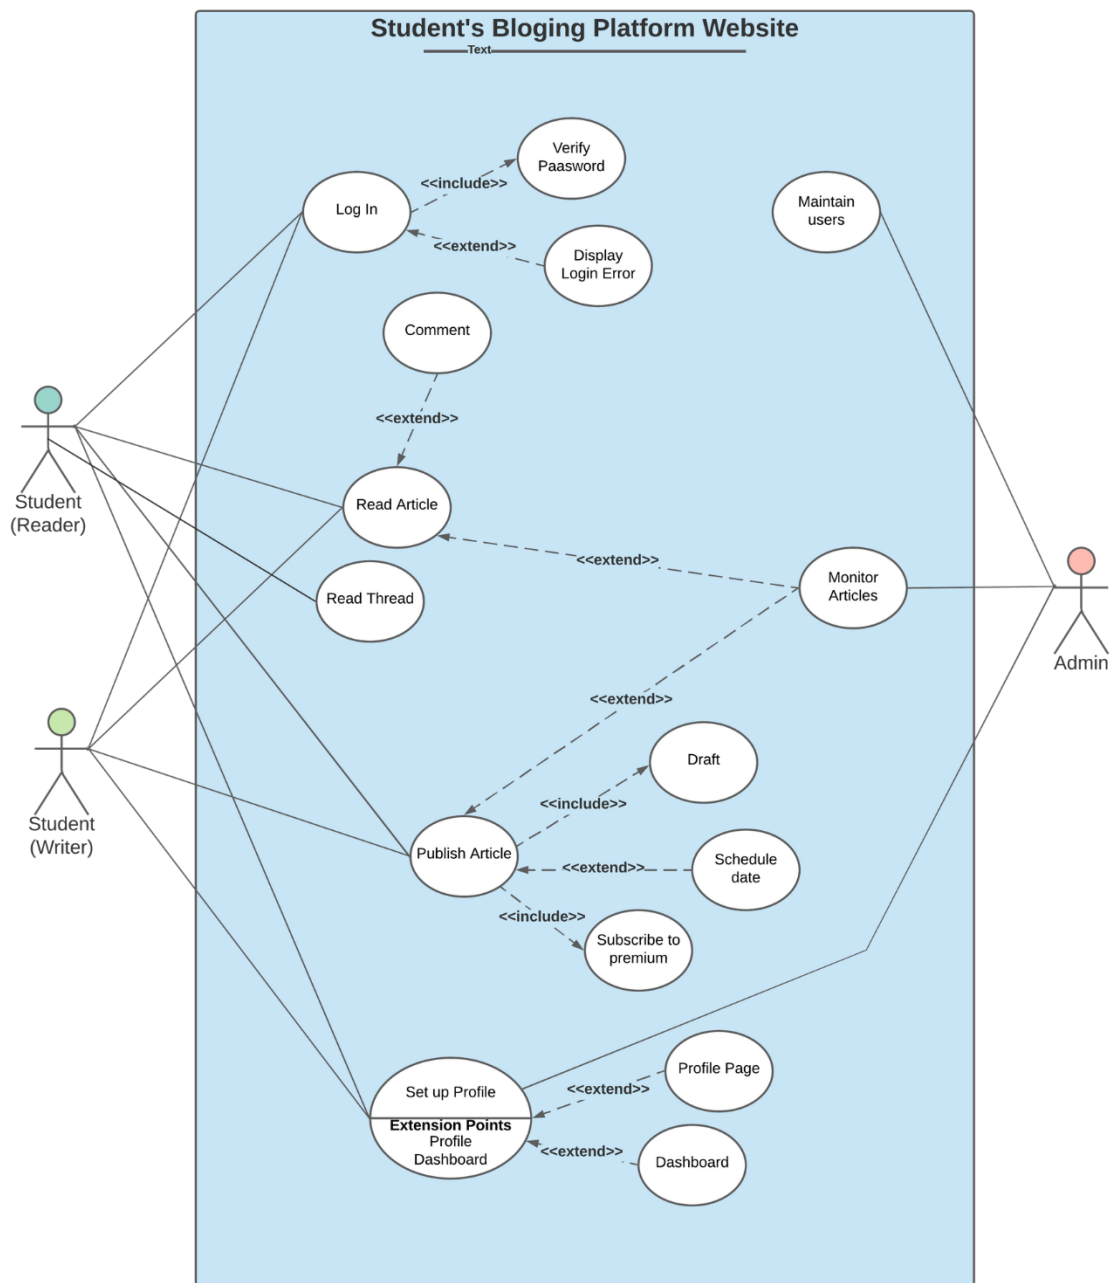 Student's Bloging Platform Website
Text
Verify
Paasword
<<include>>
Log In
Maintain
users
<<extend>>
Display
Login Error
Comment
<<extend>>
Student
(Reader)
Read Article
<<extend>>
Monitor
Articles
Read Thread
Admin
<<extend>>
Draft
<<include>>
Student
(Writer)
Publish Article
<<extend>>
Schedule
date
<<include>>
Subscribe to
premium
Set up Profile
<<extend>>
Profile Page
Extension Points
Profile
Dashboard
<<extend>>
Dashboard